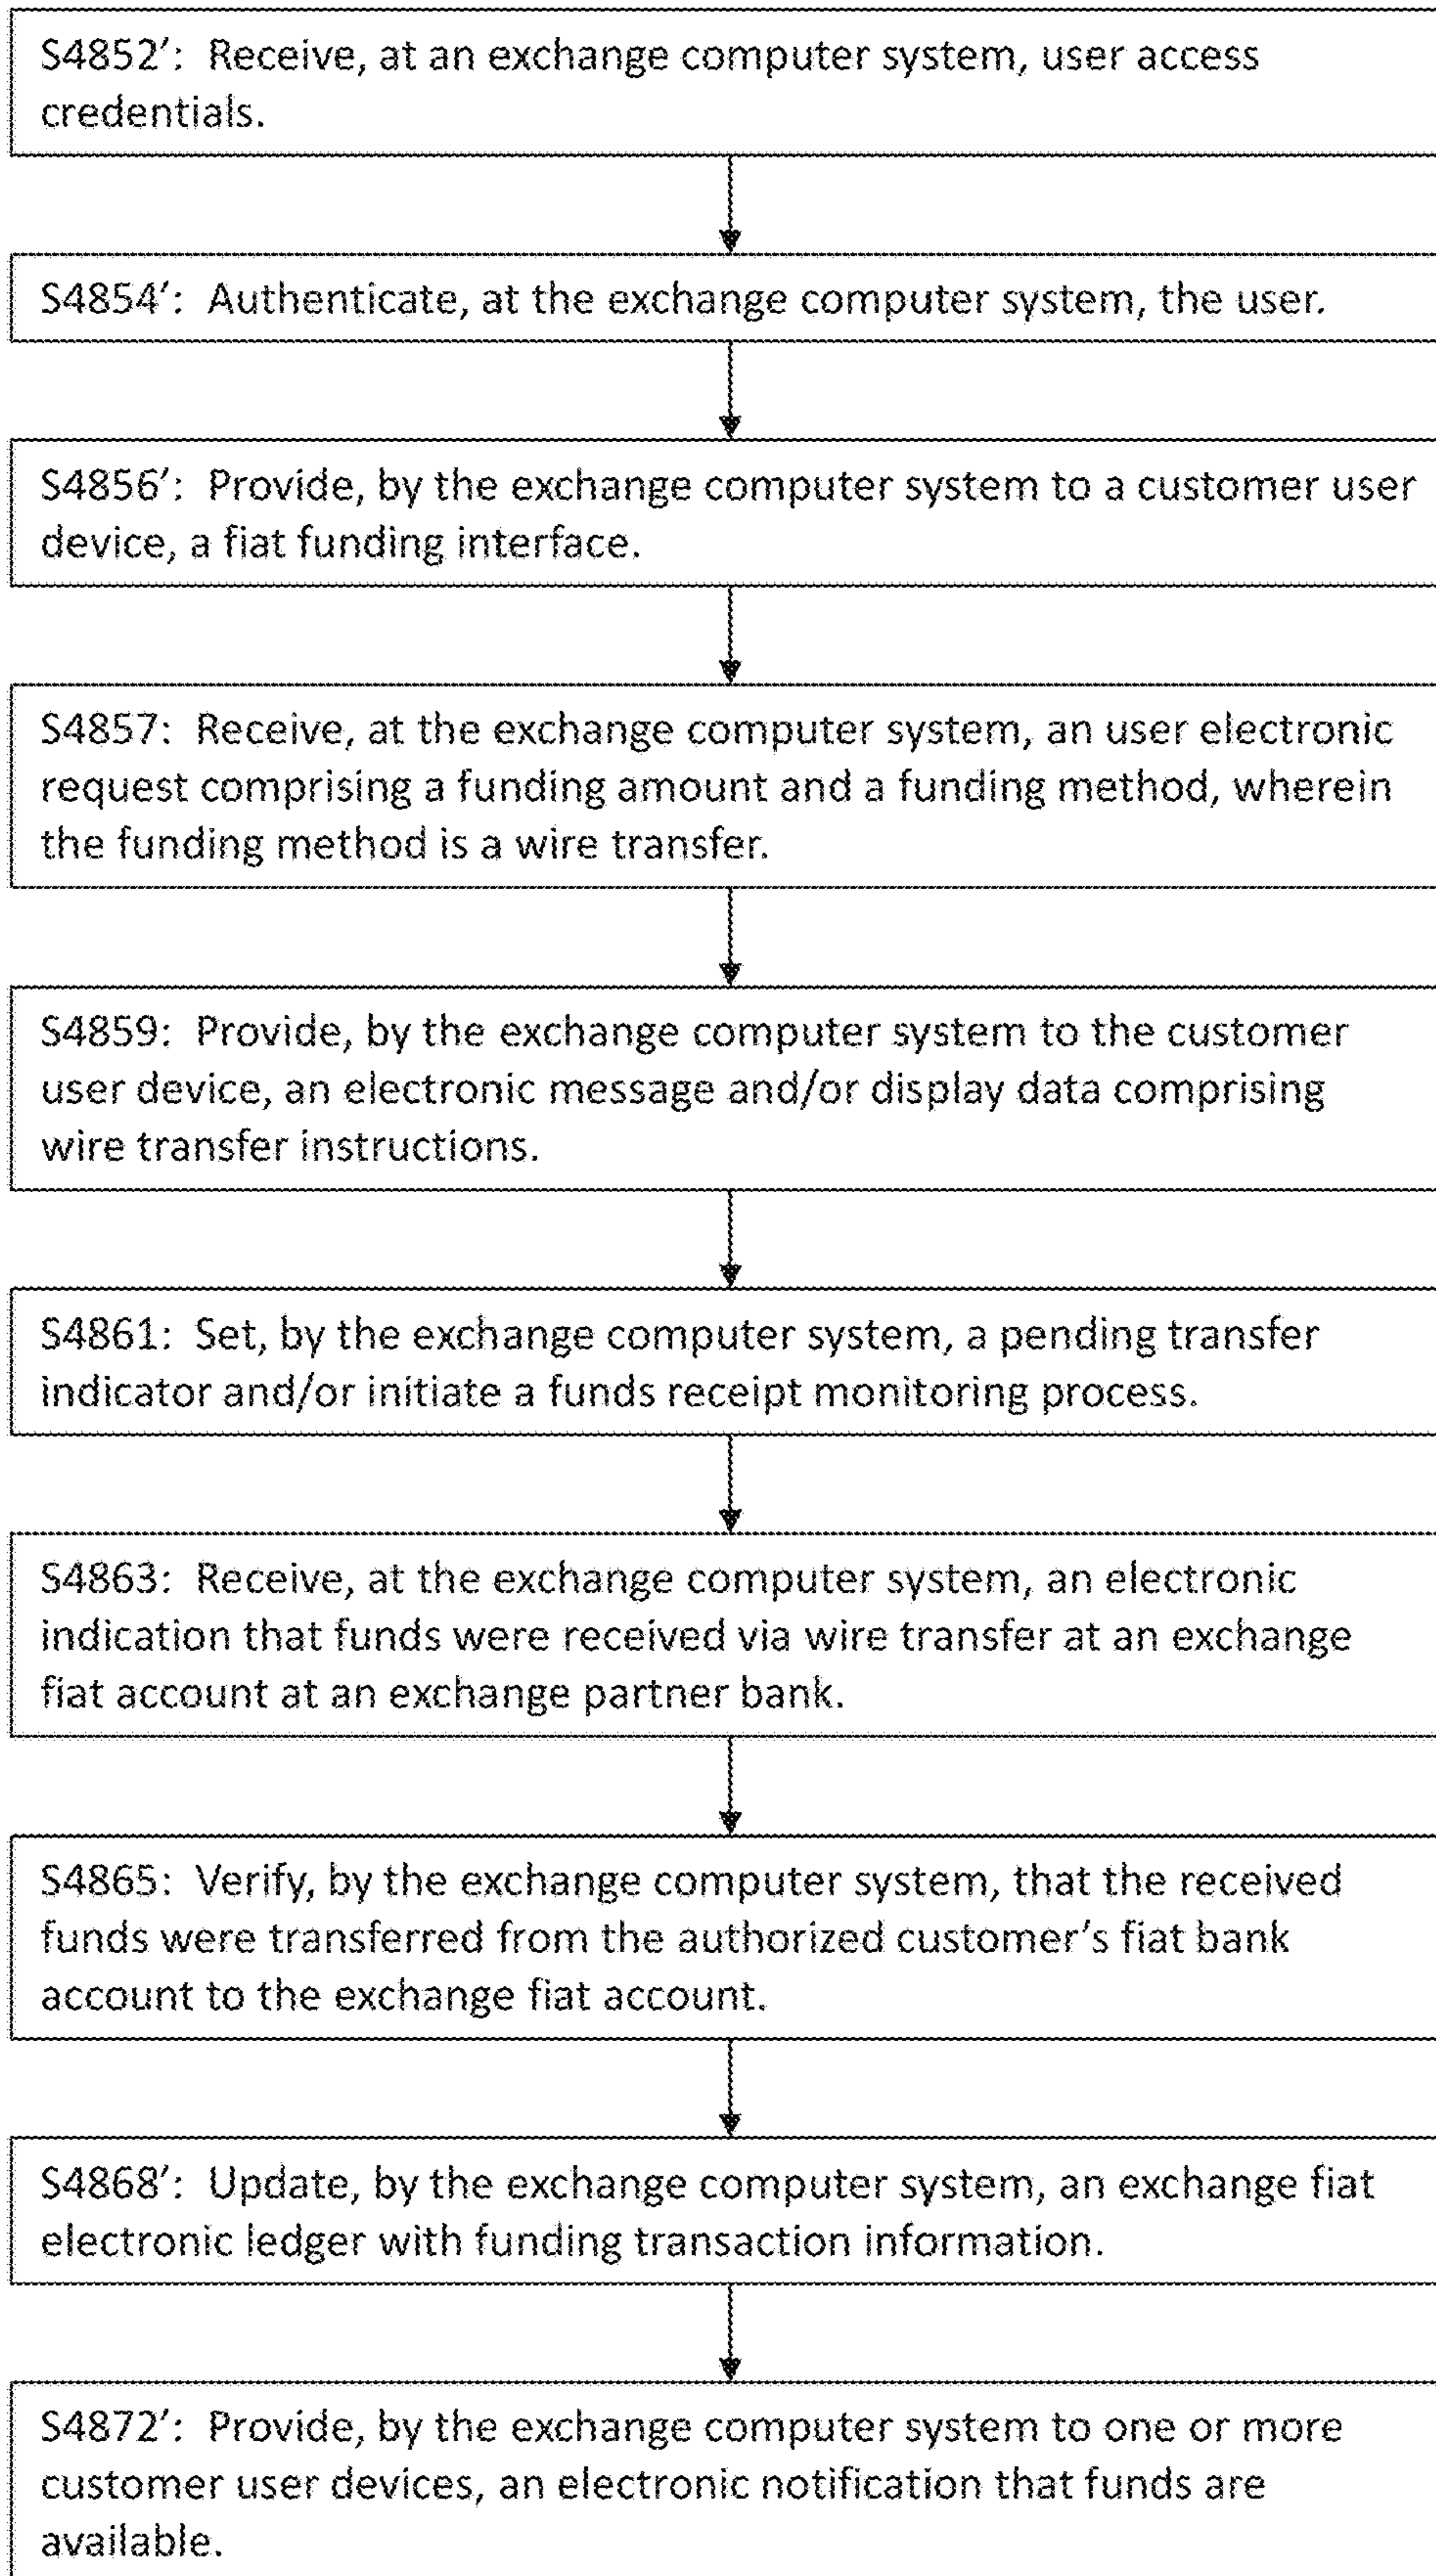 S4852′:  Receive, at an exchange computer system, user access
credentials.
S4854′:  Authenticate, at the exchange computer system, the user.
S4856′:  Provide, by the exchange computer system to a customer user
device, a fiat funding interface.
S4857:  Receive, at the exchange computer system, an user electronic
request comprising a funding amount and a funding method, wherein
the funding method is a wire transfer.
S4859:  Provide, by the exchange computer system to the customer
user device, an electronic message and/or display data comprising
wire transfer instructions.
S4861:  Set, by the exchange computer system, a pending transfer
indicator and/or initiate a funds receipt monitoring process.
S4863:  Receive, at the exchange computer system, an electronic
indication that funds were received via wire transfer at an exchange
fiat account at an exchange partner bank.
S4865:  Verify, by the exchange computer system, that the received
funds were transferred from the authorized customer's fiat bank
account to the exchange fiat account.
S4868′:  Update, by the exchange computer system, an exchange fiat
electronic ledger with funding transaction information.
S4872′:  Provide, by the exchange computer system to one or more
customer user devices, an electronic notification that funds are
available.